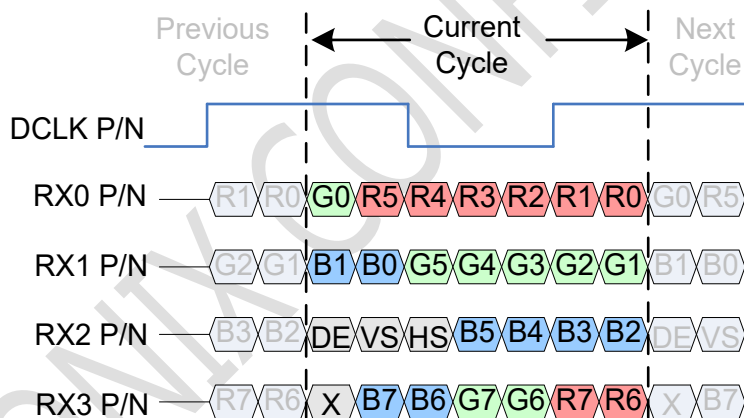 Previous Cycle
Current Cycle
Next Cycle
DCLK P/N
RX0 P/N R1 R0 G0 R5 R4 R3 R2 R1 R0 G0 R5
RX1 P/N G2 G1 B1 B0 G5 G4 G3 G2 G1 B1 B0
RX2 P/N B3 B2 DE VS HS B5 B4 B3 B2 DE VS
RX3 P/N R7 R6 X B7 B6 G7 G6 R7 R6 X B7